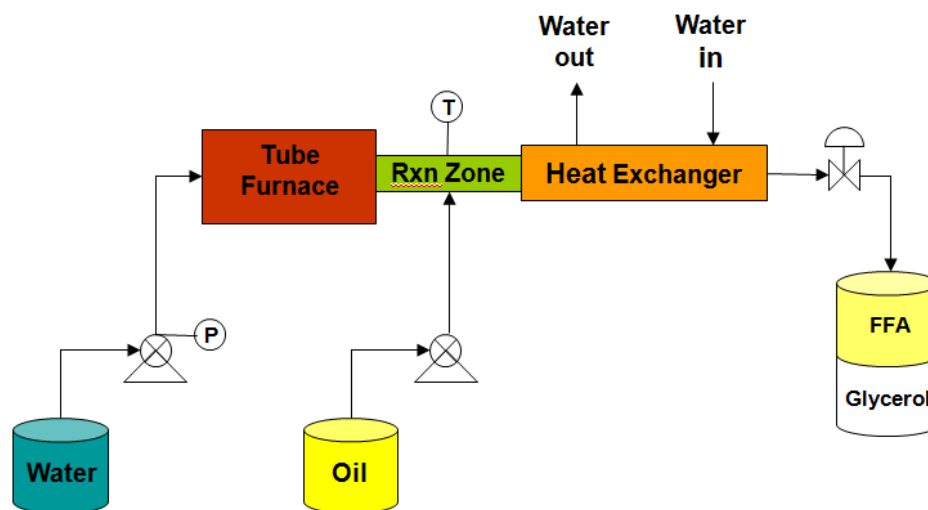 Water
out
Water
in
T
Tube
Furnace
Rxn Zone
Heat Exchanger
P
FFA
Glycerol
Water
Oil